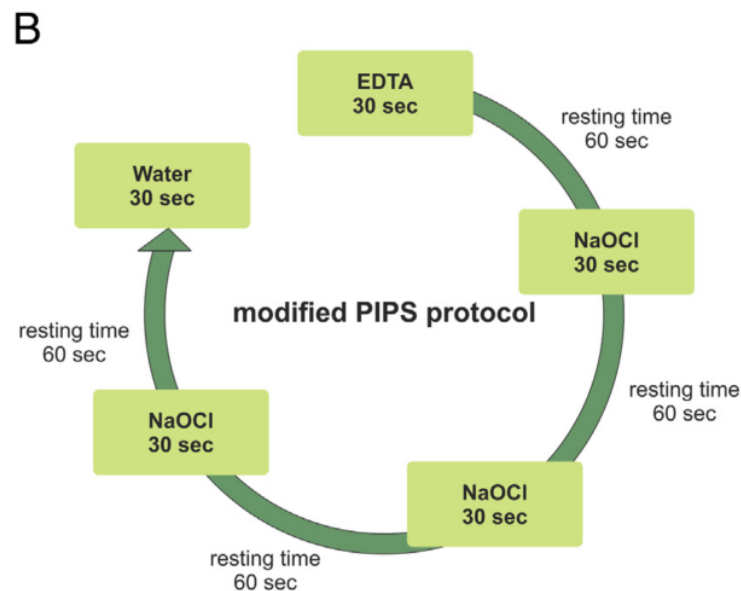 B
EDTA
30 sec
resting time
60 sec
Water
30 sec
NaOCl
30 sec
modified PIPS protocol
resting time
60 sec
resting time
60 sec
NaOCl
30 sec
NaOCl
30 sec
resting time
60 sec